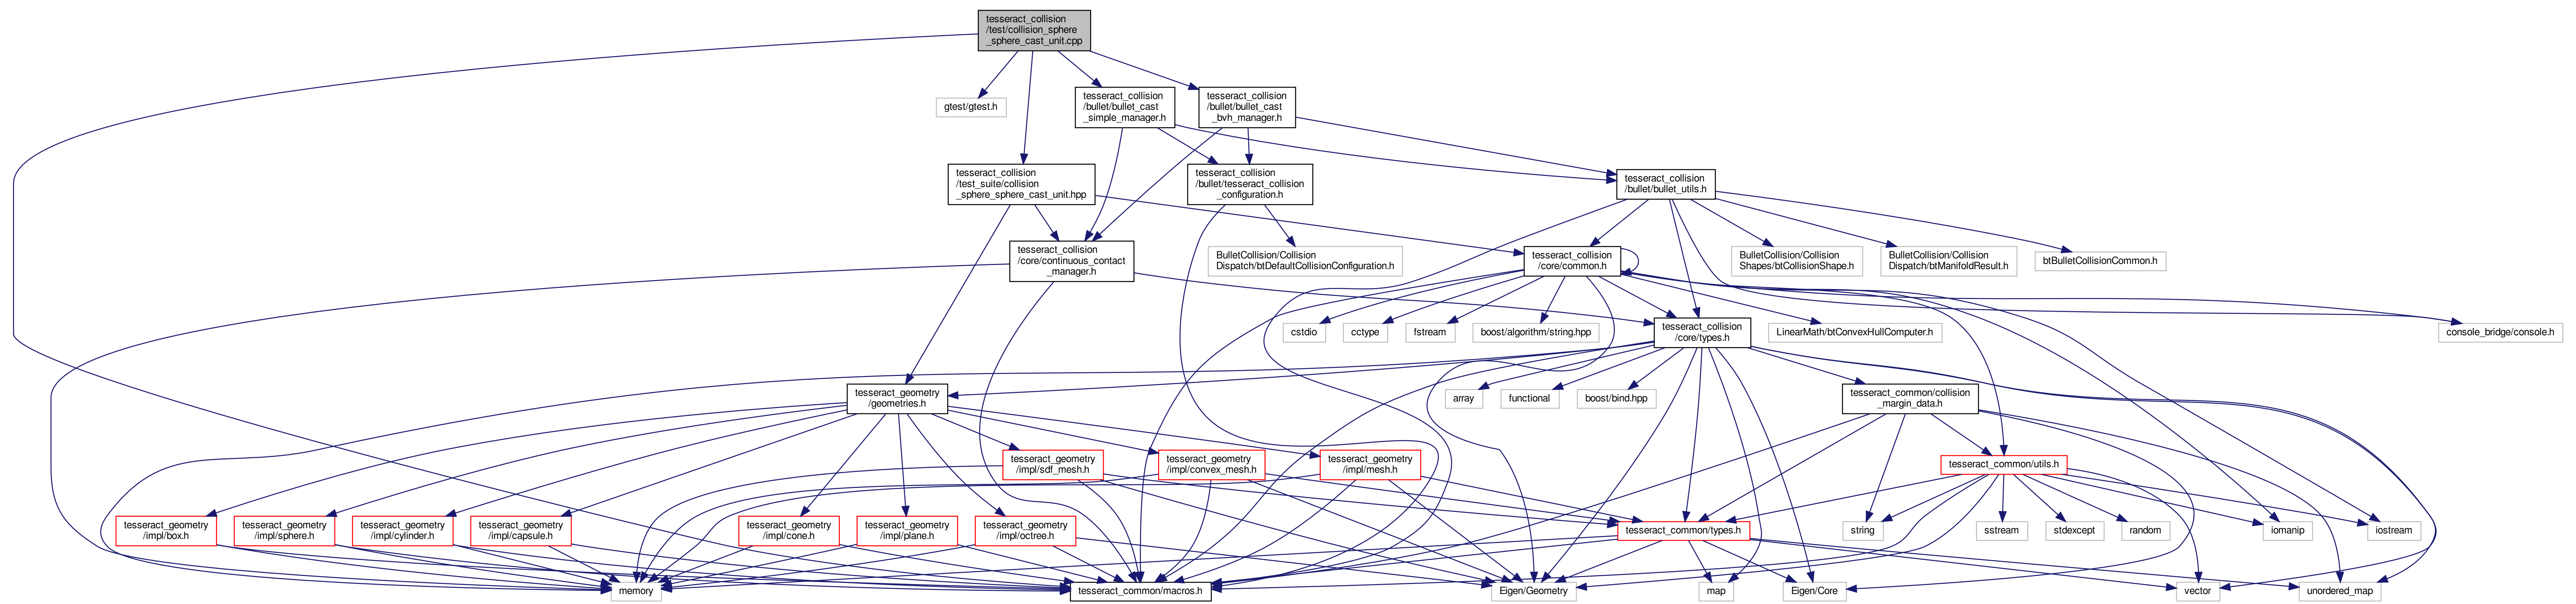 tesseract_collision
/test/collision_sphere
_sphere_cast_unit.cpp
gtest/gtest.h
tesseract_collision
/bullet/bullet_cast
_simple_manager.h
tesseract_collision
/bullet/bullet_cast
_bvh_manager.h
tesseract_collision
/test_suite/collision
_sphere_sphere_cast_unit.hpp
tesseract_collision
/bullet/tesseract_collision
_configuration.h
tesseract_collision
/bullet/bullet_utils.h
tesseract_collision
/core/continuous_contact
_manager.h
BulletCollision/Collision
Dispatch/btDefaultCollisionConfiguration.h
tesseract_collision
/core/common.h
BulletCollision/Collision
Shapes/btCollisionShape.h
BulletCollision/Collision
Dispatch/btManifoldResult.h
btBulletCollisionCommon.h
cstdio
cctype
fstream
boost/algorithm/string.hpp
tesseract_collision
/core/types.h
LinearMath/btConvexHullComputer.h
console_bridge/console.h
tesseract_geometry
/geometries.h
array
functional
boost/bind.hpp
tesseract_common/collision
_margin_data.h
tesseract_geometry
/impl/sdf_mesh.h
tesseract_geometry
/impl/convex_mesh.h
tesseract_geometry
/impl/mesh.h
tesseract_common/utils.h
tesseract_geometry
/impl/box.h
tesseract_geometry
/impl/sphere.h
tesseract_geometry
/impl/cylinder.h
tesseract_geometry
/impl/capsule.h
tesseract_geometry
/impl/cone.h
tesseract_geometry
/impl/plane.h
tesseract_geometry
/impl/octree.h
tesseract_common/types.h
string
sstream
stdexcept
random
iomanip
iostream
memory
tesseract_common/macros.h
Eigen/Geometry
map
Eigen/Core
vector
unordered_map